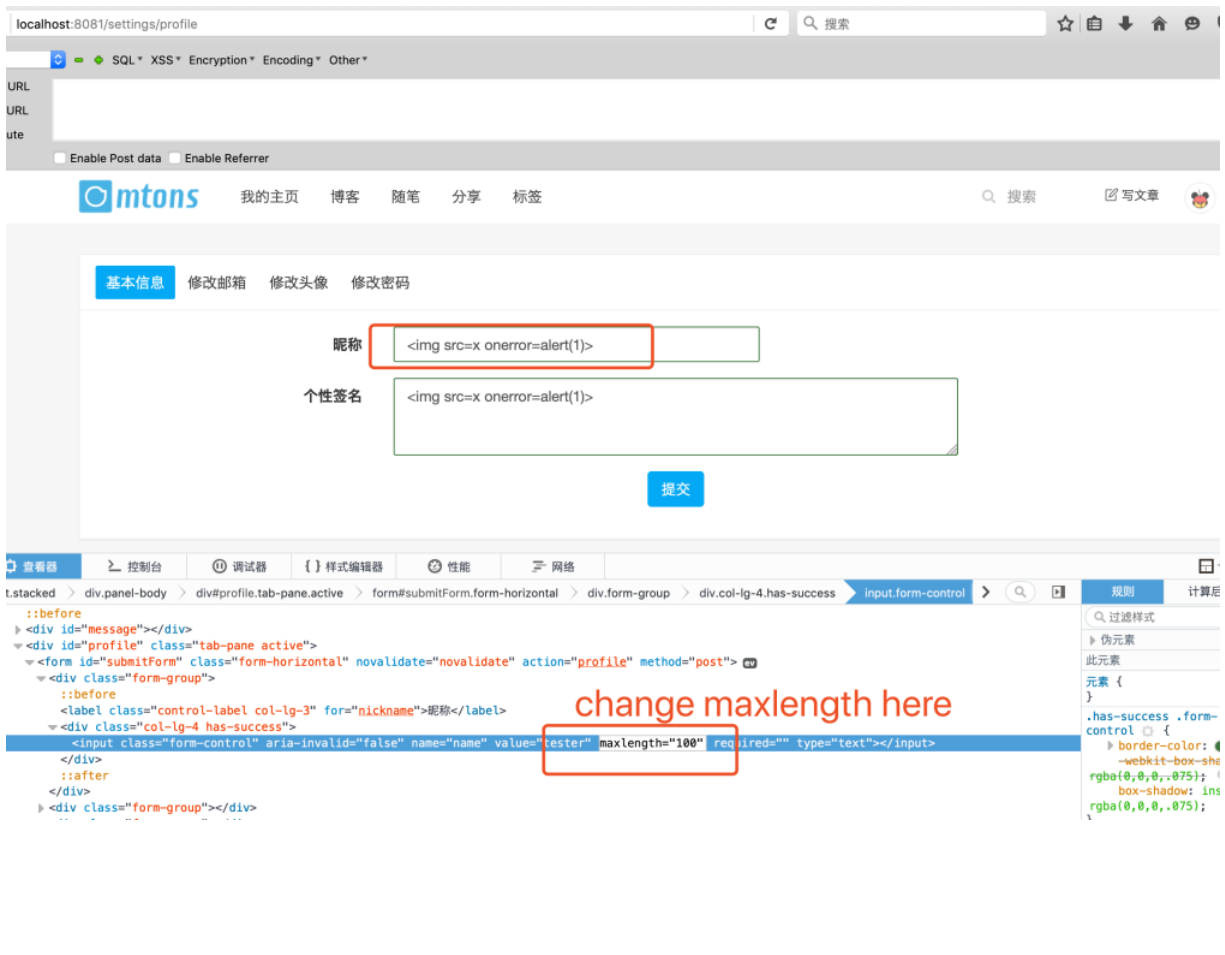 localhost:8081/settings/profile
搜索
SQL XSS Encryption Encoding Other
URL
URL
ute
Enable Post data Enable Referrer
mtons 我的主页 博客 随笔 分享 标签 搜索 写文章
基本信息 修改邮箱 修改头像 修改密码
昵称 <img src=x onerror=alert(1)>
个性签名 <img src=x onerror=alert(1)>
提交
查看器 控制台 调试器 { } 样式编辑器 性能 网络
t.stacked div.panel-body div#profile.tab-pane.active form#submitForm.form-horizontal div.form-group div.col-lg-4.has-success input.form-control
::before
<div id="message"></div>
<div id="profile" class="tab-pane active">
<form id="submitForm" class="form-horizontal" novalidate="novalidate" action="profile" method="post"> ev
<div class="form-group">
::before
<label class="control-label col-lg-3" for="nickname">昵称</label>
change maxlength here
<div class="col-lg-4 has-success">
<input class="form-control" aria-invalid="false" name="name" value="tester" maxlength="100" required="" type="text"></input>
</div>
::after
</div>
<div class="form-group"></div>
规则 计算后
过滤样式
伪元素
此元素
元素 {
}
.has-success .form-
control {
border-color:
-webkit-box-sha
rgba(0,0,0,.075);
box-shadow: ins
rgba(0,0,0,.075);
}